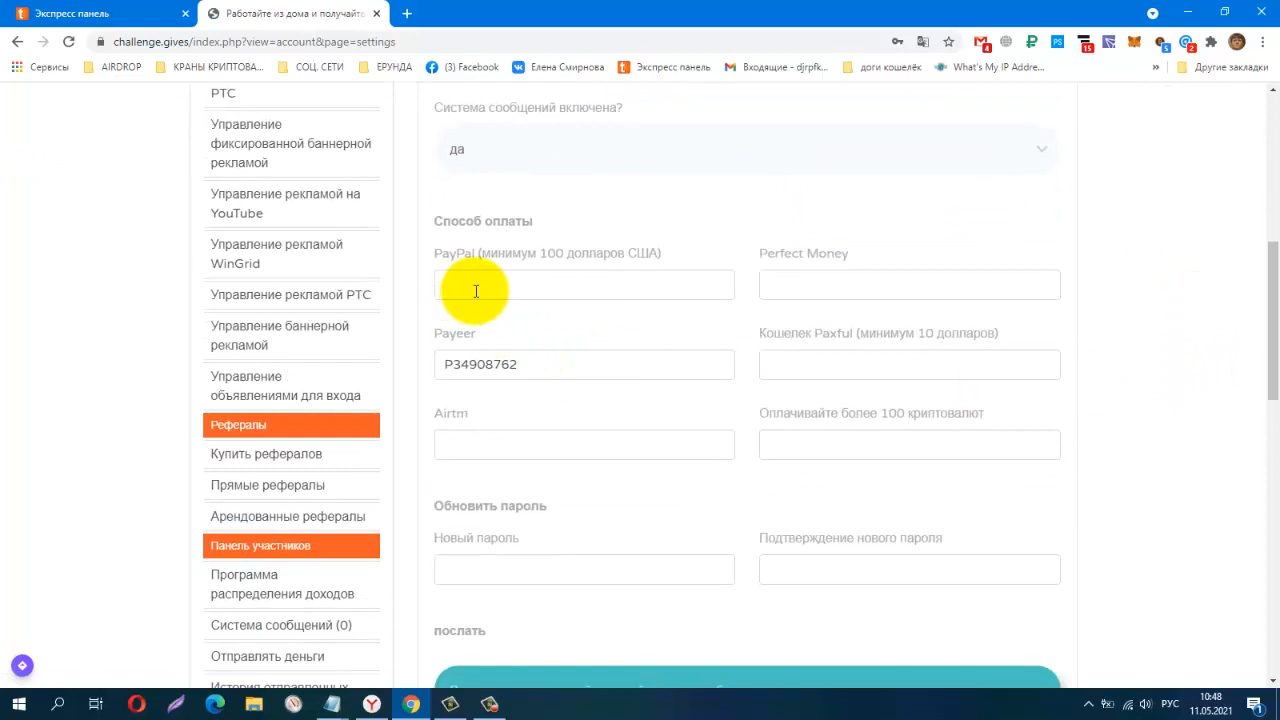 Экспресс панель
Работайте из дома и получайте
challenge.gives/index.php?view=account&page=settings
4
15
5
2
Сервисы
AIRDROP
КРАНЫ КРИПТОВА...
СОЦ. СЕТИ
ЕРУНДА
(3) Facebook
Елена Смирнова
Экспресс панель
Входящие - djrpfk...
доги кошелёк
What's My IP Addre...
»
Другие закладки
PTC
Управление
фиксированной баннерной
рекламой
Управление рекламой на
YouTube
Управление рекламой
WinGrid
Управление рекламой PTC
Управление баннерной
рекламой
Управление
объявлениями для входа
Рефералы
Купить рефералов
Прямые рефералы
Арендованные рефералы
Панель участников
Программа
распределения доходов
Система сообщений (0)
Отправлять деньги
История отправленных
Система сообщений включена?
да
Способ оплаты
PayPal (минимум 100 долларов США)
Perfect Money
Payeer
Кошелек Paxful (минимум 10 долларов)
P34908762
Airtm
Оплачивайте более 100 криптовалют
Обновить пароль
Новый пароль
Подтверждение нового пароля
послать
РУС
10:48
11.05.2021